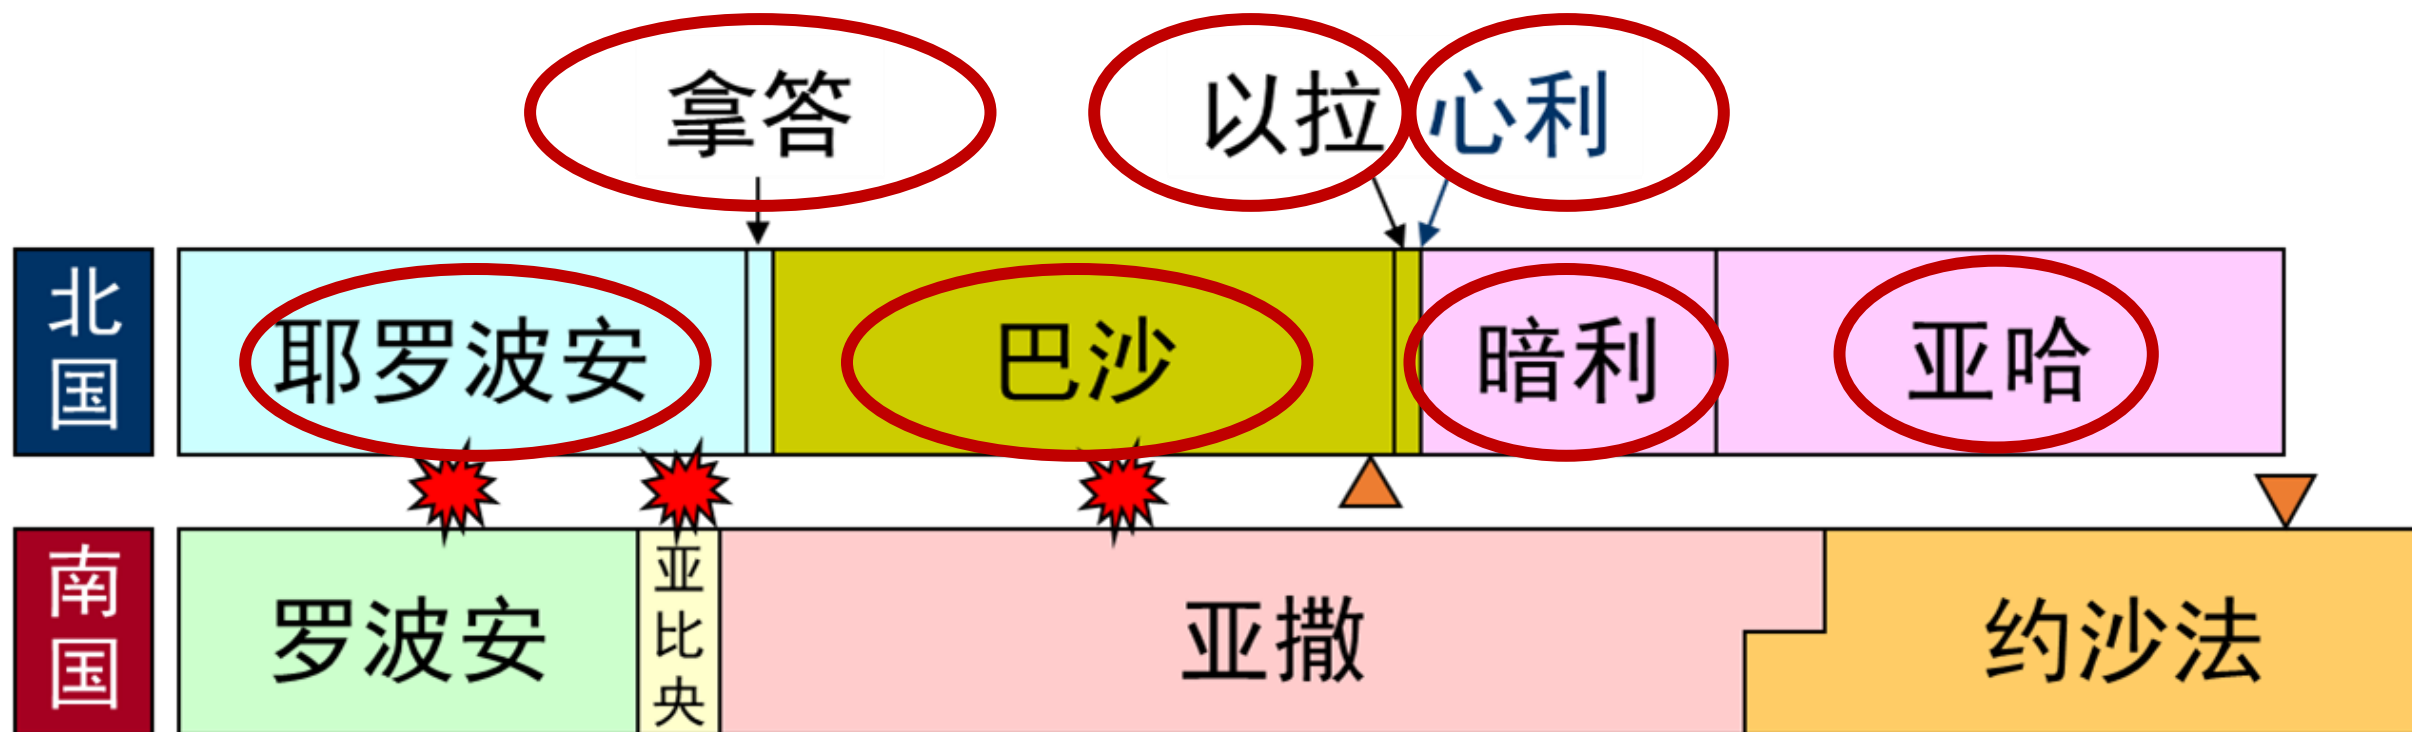 拿答 以拉 心利
北国 耶罗波安 巴沙 暗利 亚哈
南国 罗波安 亚比央 亚撒 约沙法